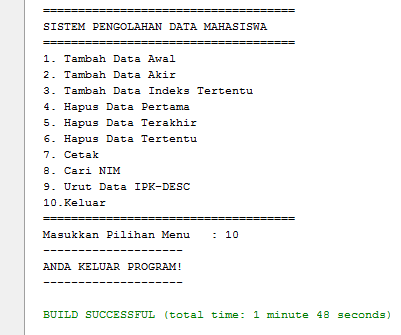 ====================================
SISTEM PENGOLAHAN DATA MAHASISWA
====================================
1. Tambah Data Awal
2. Tambah Data Akir
3. Tambah Data Indeks Tertentu
4. Hapus Data Pertama
5. Hapus Data Terakhir
6. Hapus Data Tertentu
7. Cetak
8. Cari NIM
9. Urut Data IPK-DESC
10.Keluar
====================================
Masukkan Pilihan Menu   : 10
--------------------
ANDA KELUAR PROGRAM!
--------------------
BUILD SUCCESSFUL (total time: 1 minute 48 seconds)